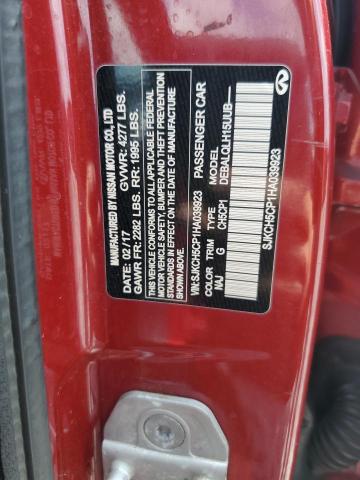 MANUFACTURED BY NISSAN MOTOR CO., LTD
DATE: 02/17 GVWR: 4277 LBS.
GAWR FR: 2282 LBS. RR: 1995 LBS.
THIS VEHICLE CONFORMS TO ALL APPLICABLE FEDERAL
MOTOR VEHICLE SAFETY, BUMPER, AND THEFT
PREVENTION STANDARDS IN EFFECT ON THE
DATE OF MANUFACTURE
SHOWN ABOVE.
VIN:SJKCH5CP1HA039923 PASSENGER CAR
COLOR TRIM TYPE MODEL
NAJ G CH5CP1 DEBALQLH15UUB
SJKCH5CP1HA039923